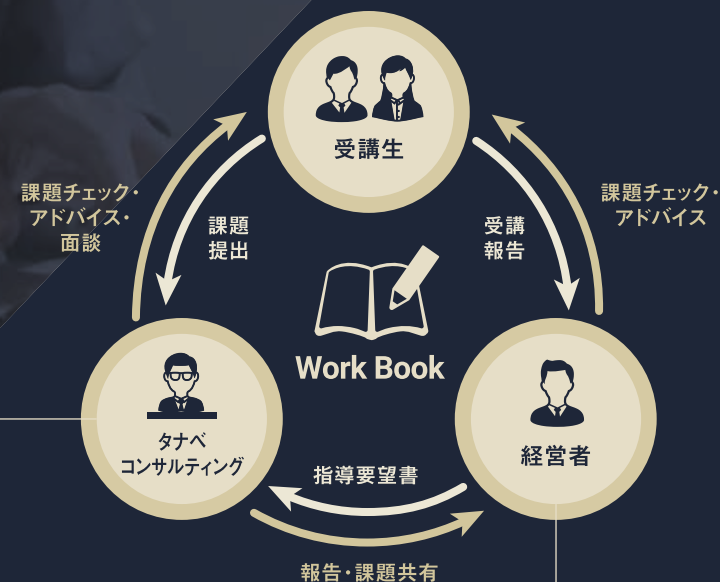 受講生
課題チェック・
アドバイス・
面談
課題
提出
受講
報告
課題チェック・
アドバイス
Work Book
タナベ
コンサルティング
経営者
指導要望書
報告・課題共有